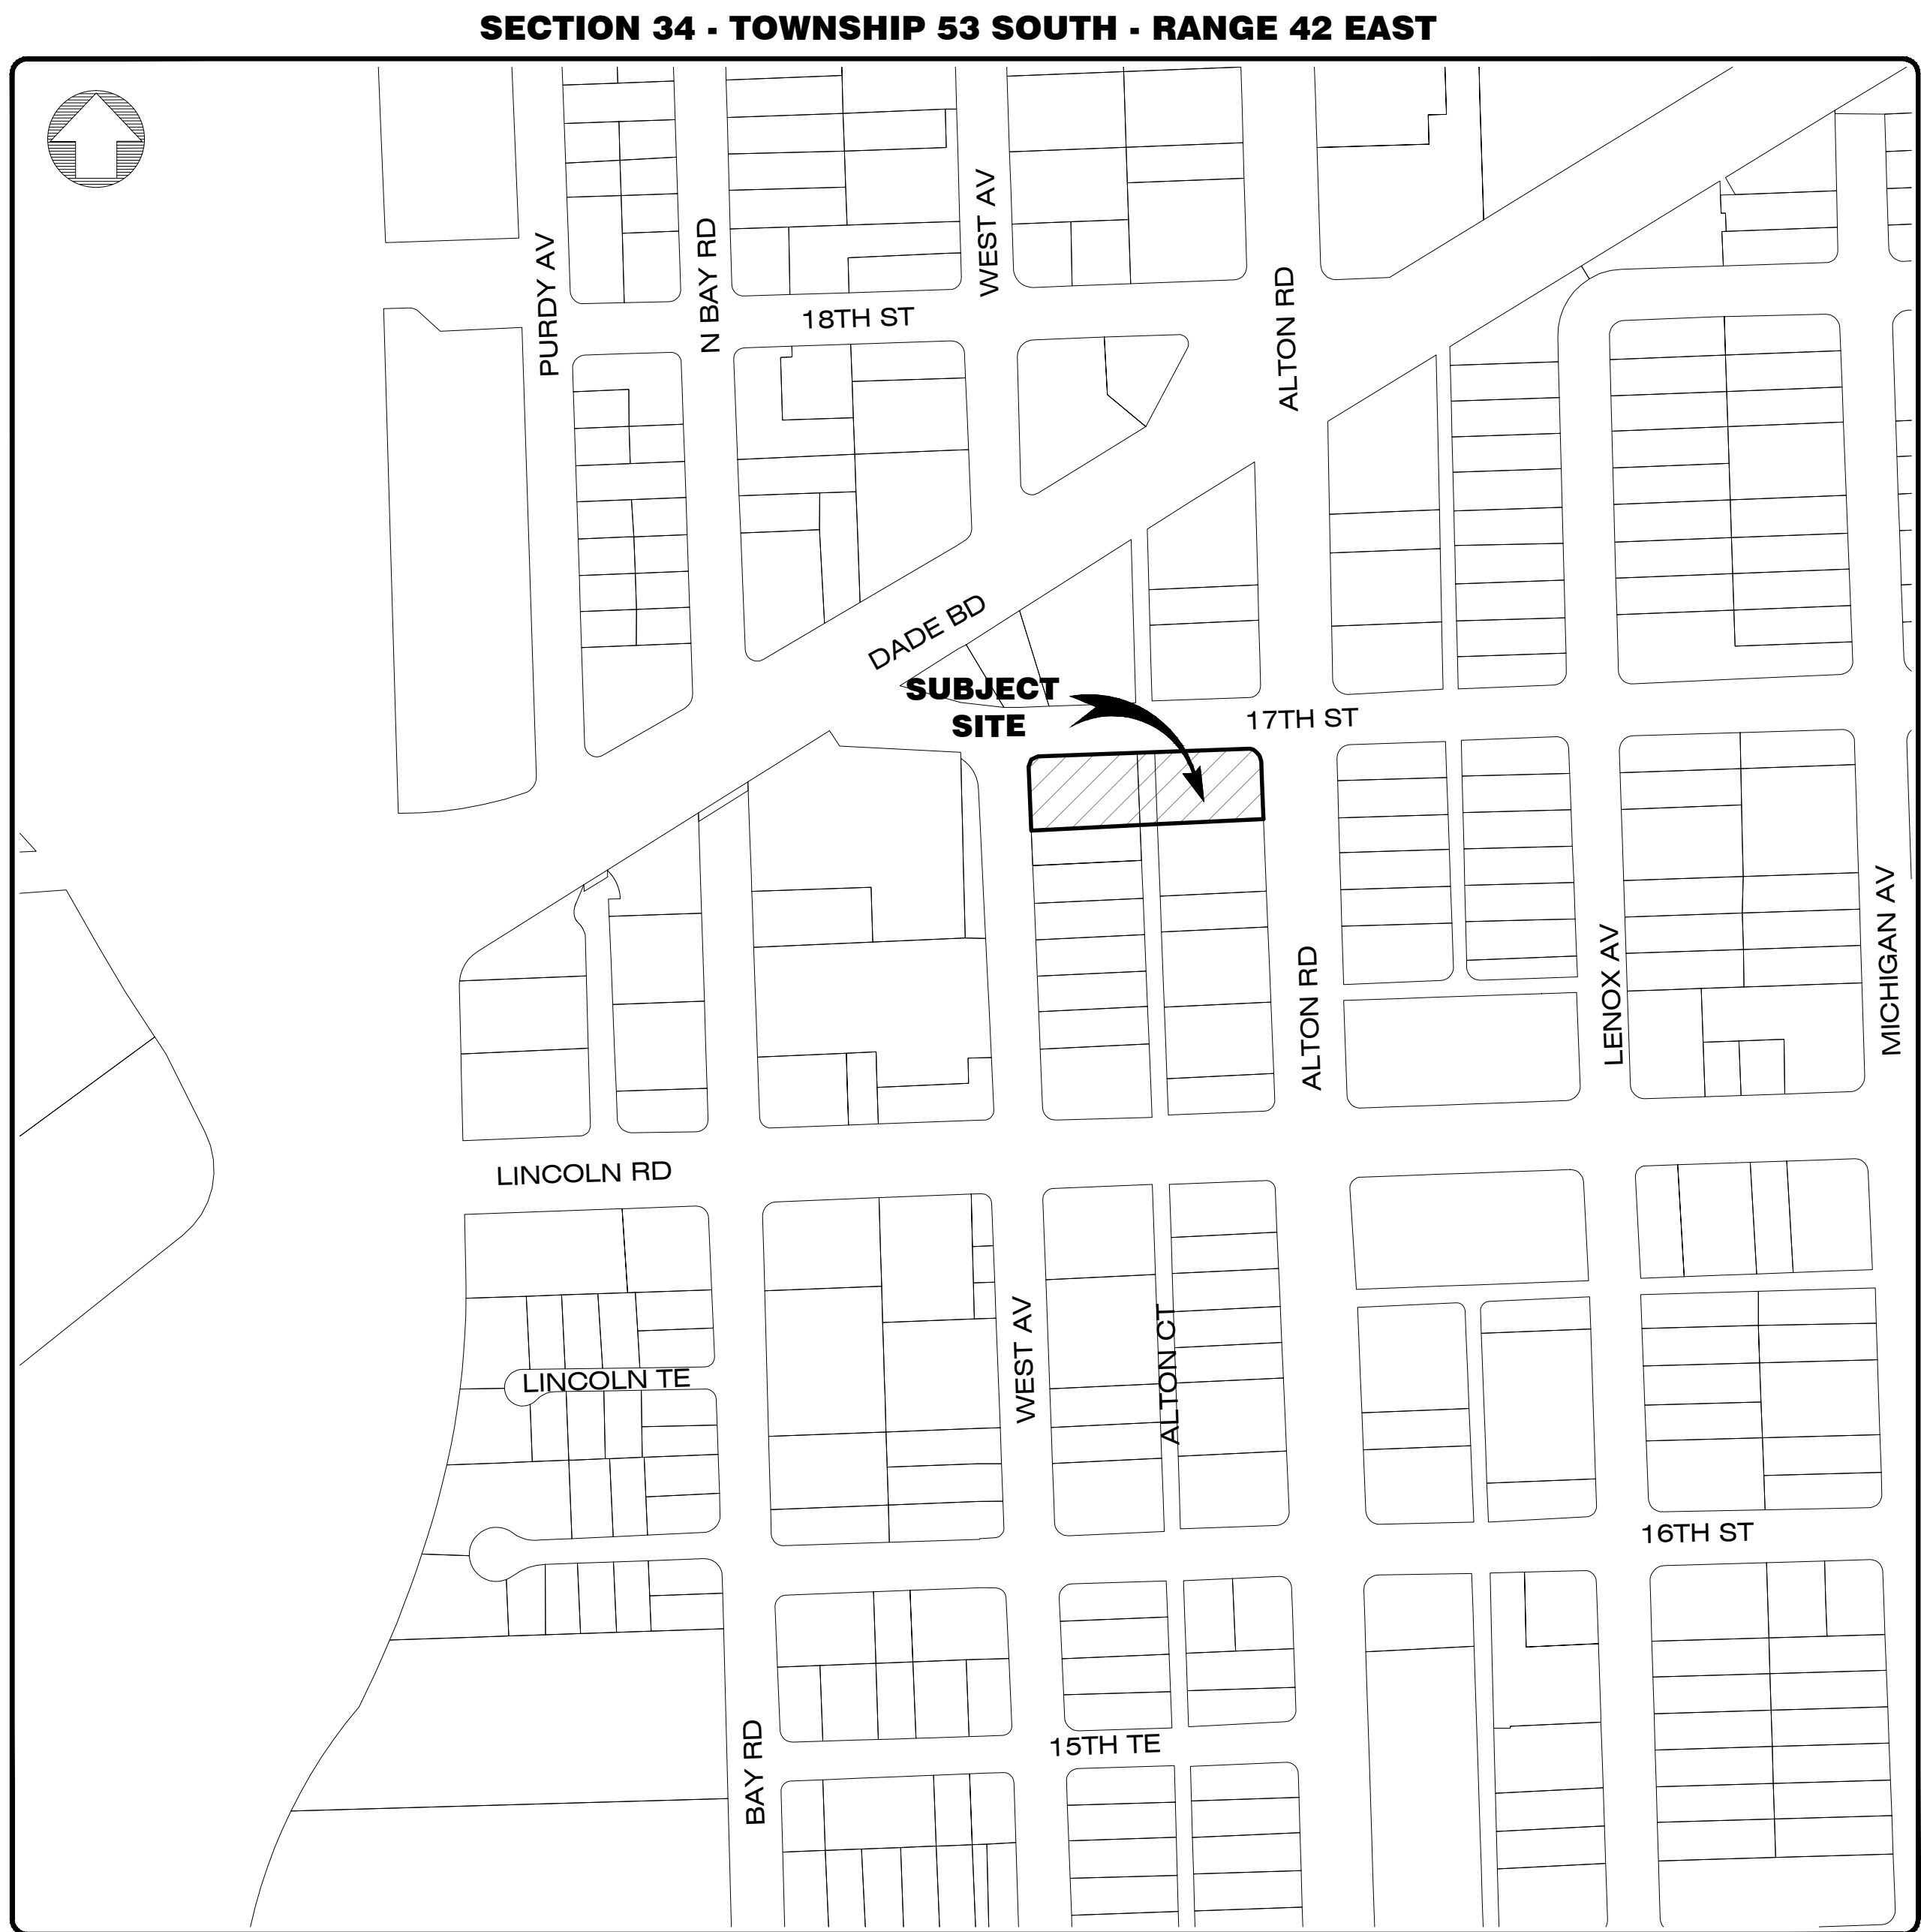 SECTION 34 - TOWNSHIP 53 SOUTH - RANGE 42 EAST
PURDY AV
N BAY RD
WEST AV
18TH ST
ALTON RD
DADE BD
SUBJECT
SITE
17TH ST
ALTON RD
LENOX AV
MICHIGAN AV
LINCOLN RD
LINCOLN TE
WEST AV
ALTON CT
16TH ST
BAY RD
15TH TE